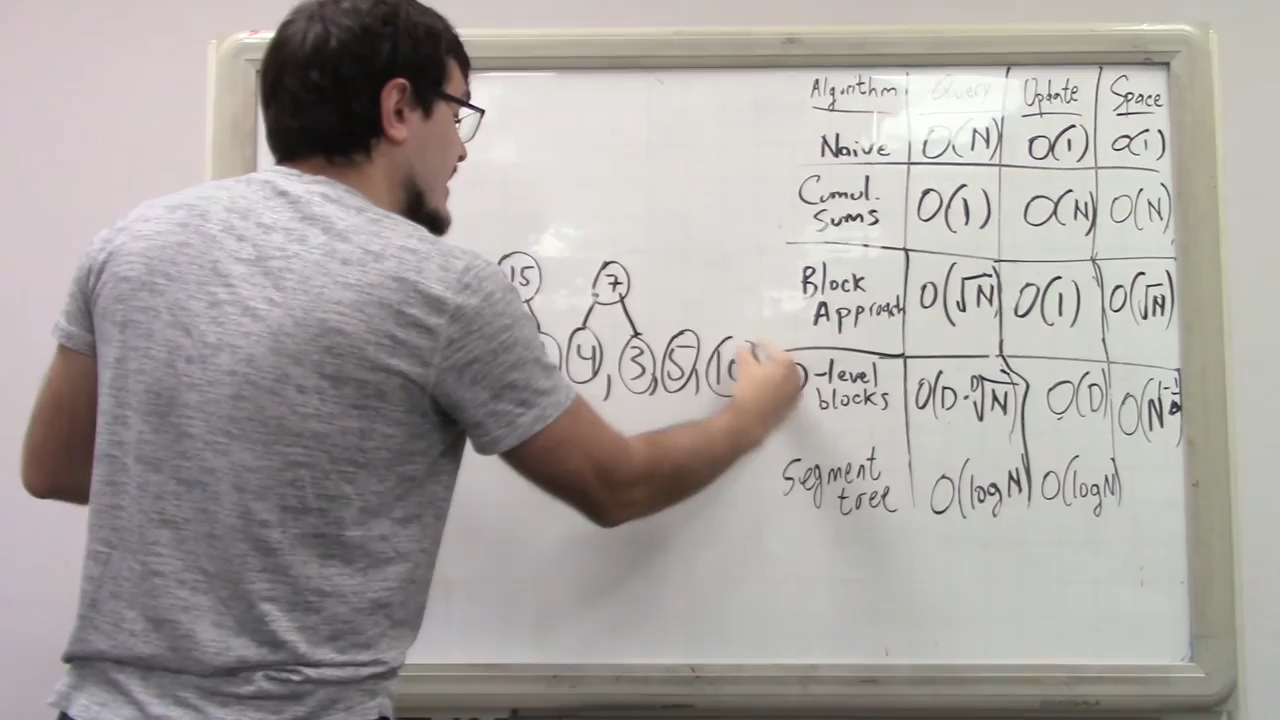 Algorithm Query Update Space
Naive O(N) O(1) O(1)
Cumul.
Sums O(1) O(N) O(N)
Block
Approach O(√N) O(1) O(√N)
-level
blocks O(D·ᴰ√N) O(D)
Segment
tree O(logN) O(logN)
15 7
4, 3, 5,